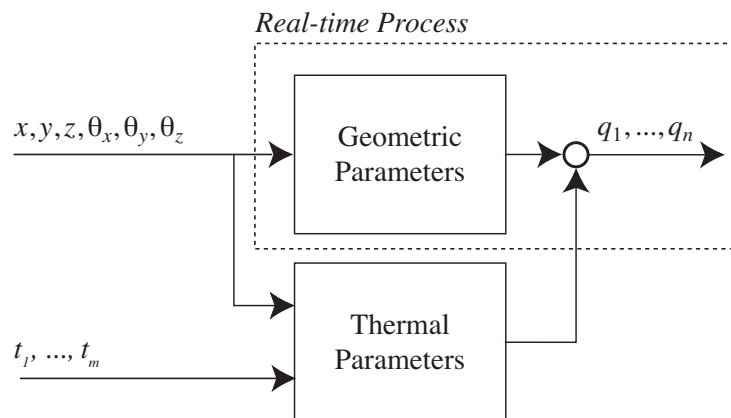 Real-time Process
x, y, z, θx, θy, θz
Geometric
Parameters
q1, ..., qn
Thermal
Parameters
t1, ..., tm